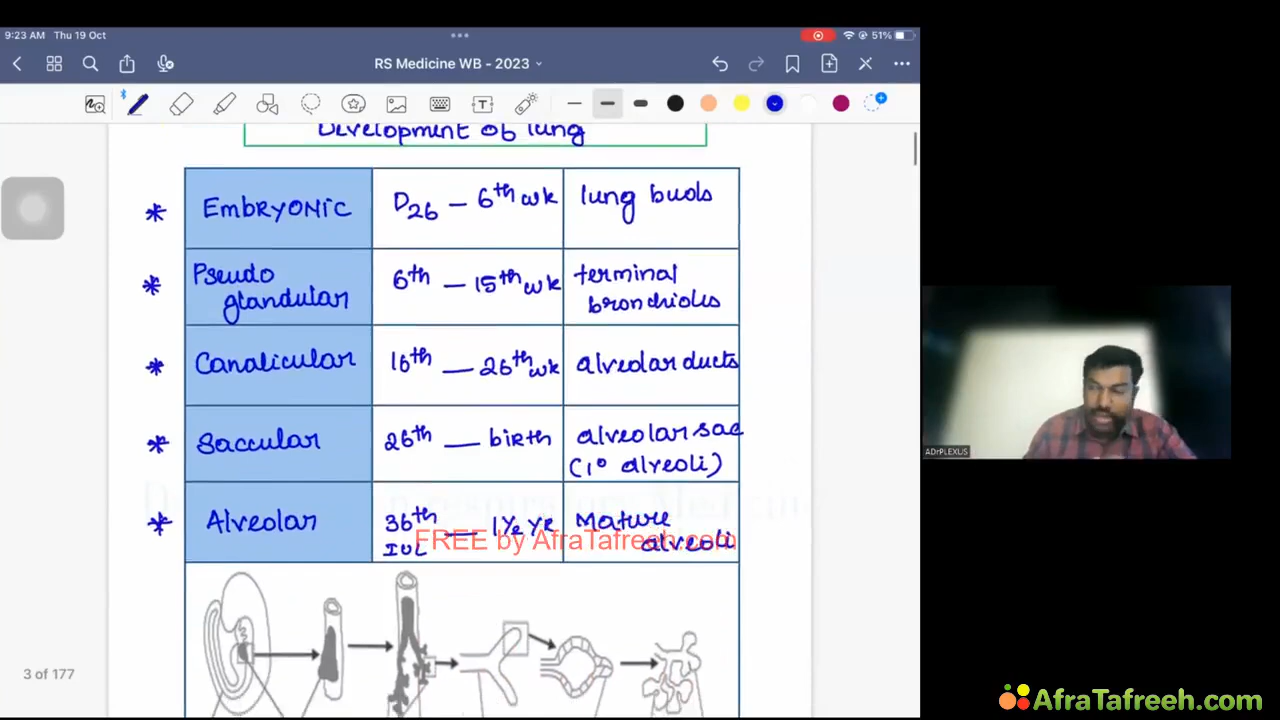 9:23 AM Thu 19 Oct
51%
RS Medicine WB - 2023
Development of lung
* EmbRYONIC D26 – 6th wk lung buds
* Pseudo glandular 6th – 15th wk terminal bronchioles
* Canalicular 16th — 26th wk alveolar ducts
* Saccular 26th — birth alveolar sac (1° alveoli)
* Alveolar 36th IUL — 1½ YR Mature alveoli
FREE by AfraTafreeh.com
3 of 177
ADrPLEXUS
AfraTafreeh.com